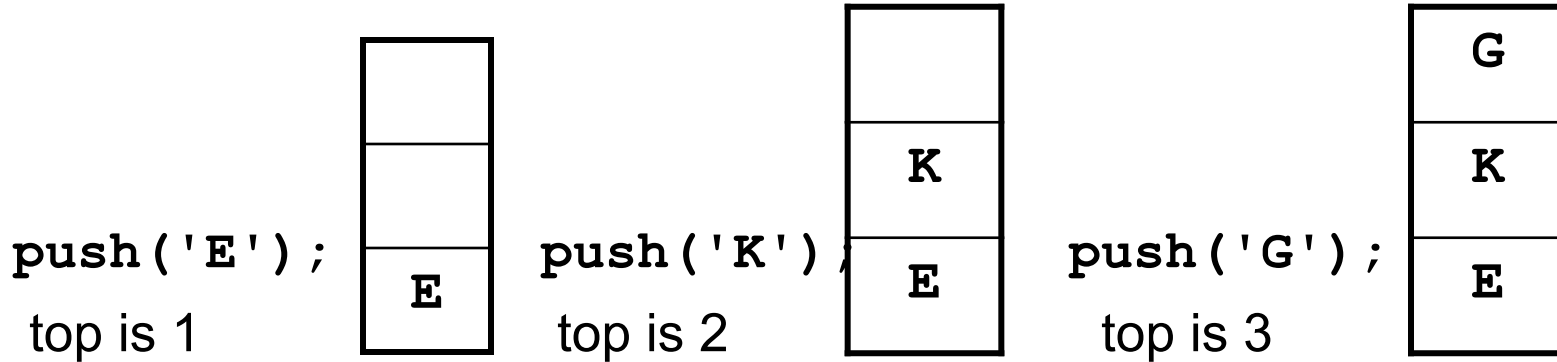 push('E');
top is 1
E
push('K');
top is 2
K
E
push('G');
top is 3
G
K
E